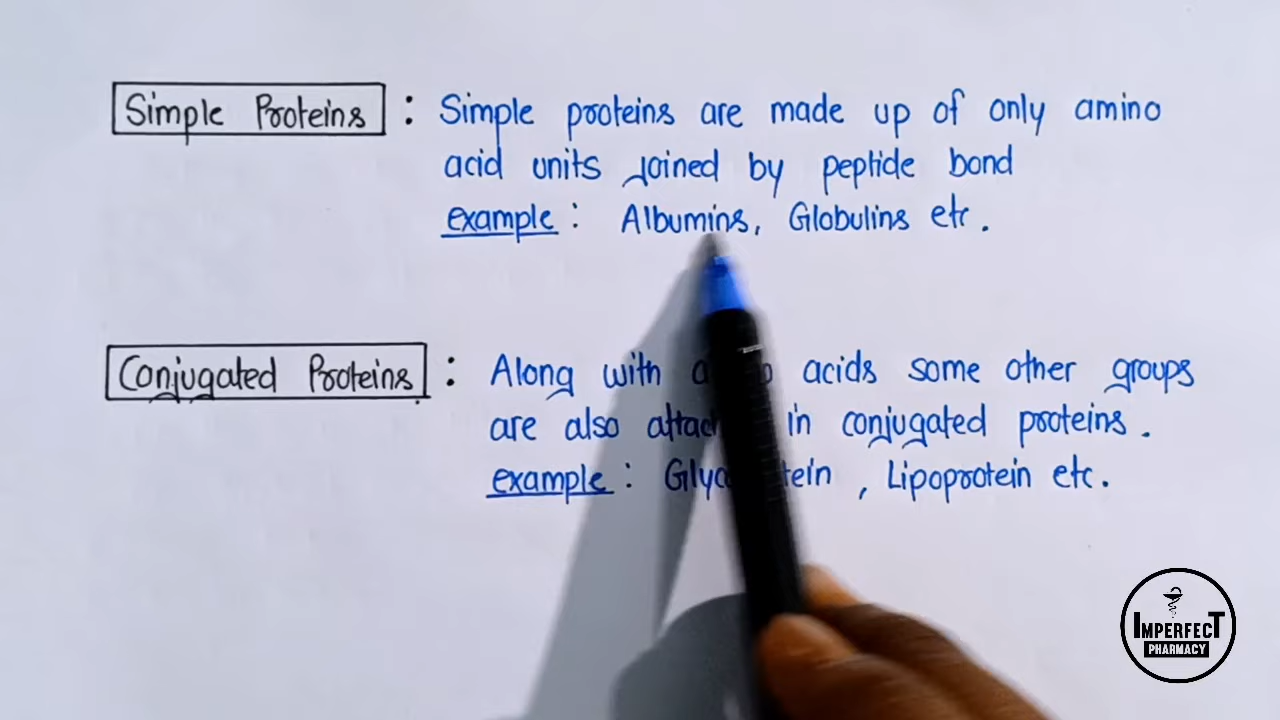 Simple Proteins : Simple proteins are made up of only amino
acid units joined by peptide bond
example : Albumins, Globulins etc.
Conjugated Proteins : Along with acids some other groups
are also in conjugated proteins.
example : , Lipoprotein etc.
IMPERFECT
PHARMACY